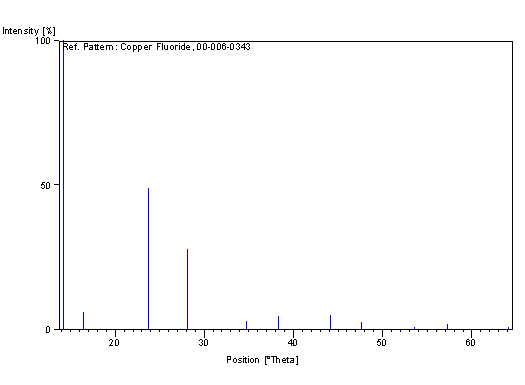 Intensity [%]
100
Ref. Pattern: Copper Fluoride, 00-006-0343
50
0
20 30 40 50 60
Position [°Theta]